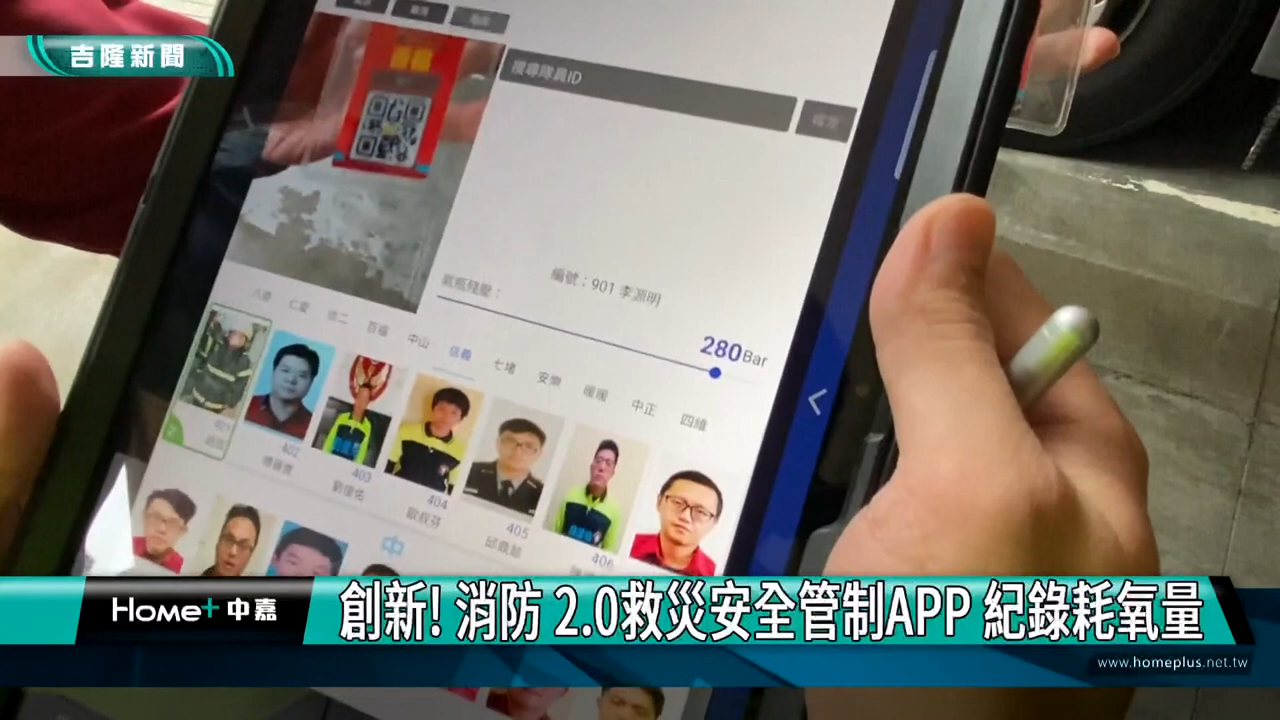 吉隆新聞
搜尋隊員ID
確定
編號：901 李源明
氣瓶殘壓：
280Bar
八德 仁愛 信二 百福 中山 信義 七堵 安樂 暖暖 中正 四維
401
402
403
404
405
406
中
Home+ 中嘉
創新! 消防 2.0救災安全管制APP 紀錄耗氧量
www.homeplus.net.tw